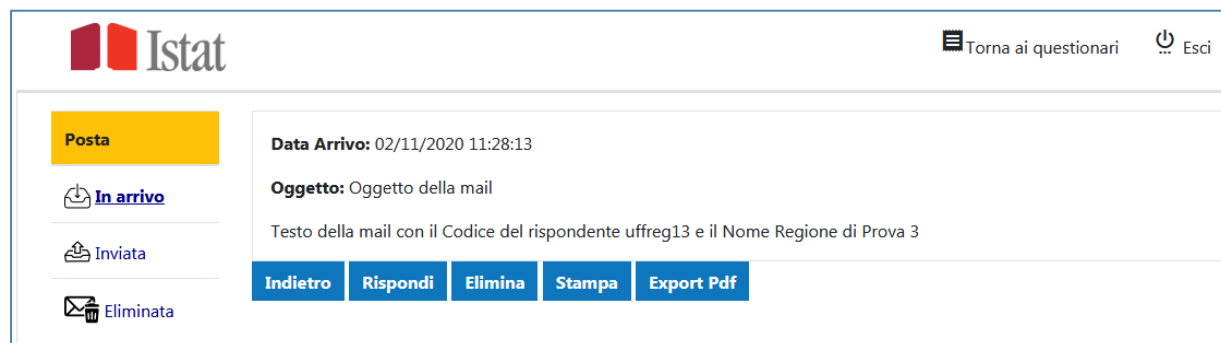 Istat
Torna ai questionari
Esci
Posta
In arrivo
Inviata
Eliminata
Data Arrivo: 02/11/2020 11:28:13
Oggetto: Oggetto della mail
Testo della mail con il Codice del rispondente uffreg13 e il Nome Regione di Prova 3
Indietro Rispondi Elimina Stampa Export Pdf